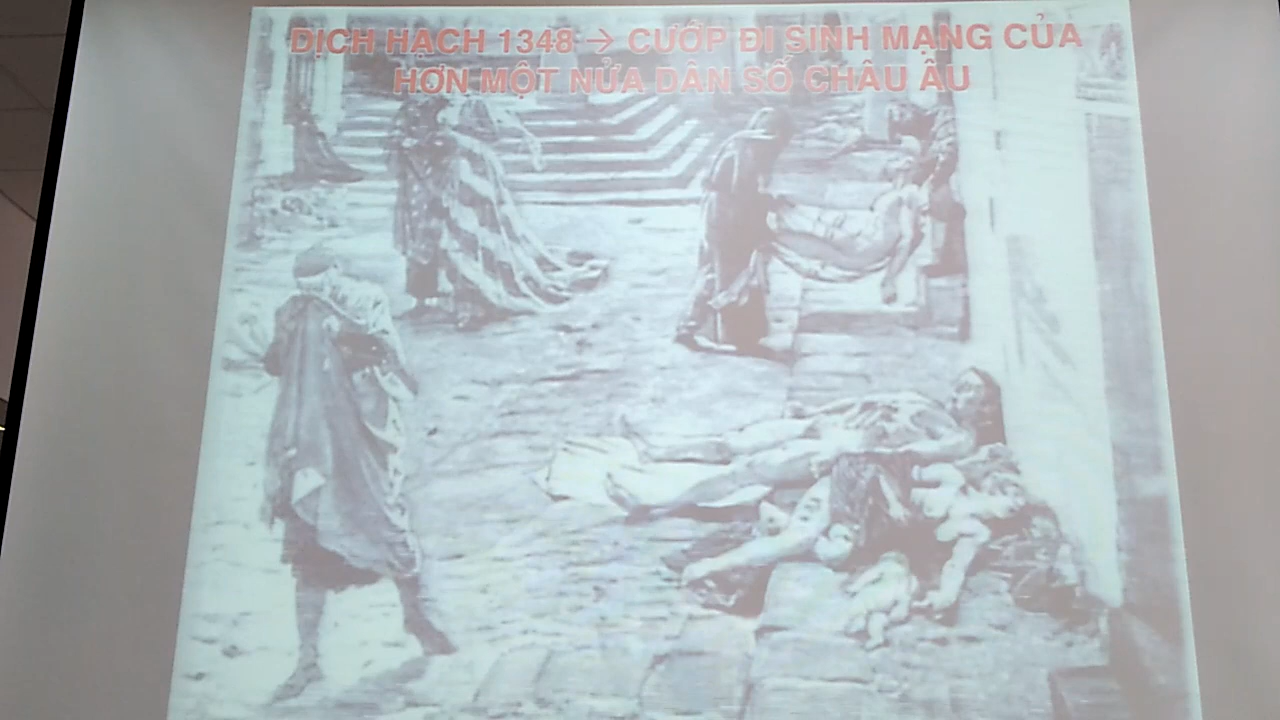 DỊCH HẠCH 1348 → CƯỚP ĐI SINH MẠNG CỦA
HƠN MỘT NỬA DÂN SỐ CHÂU ÂU